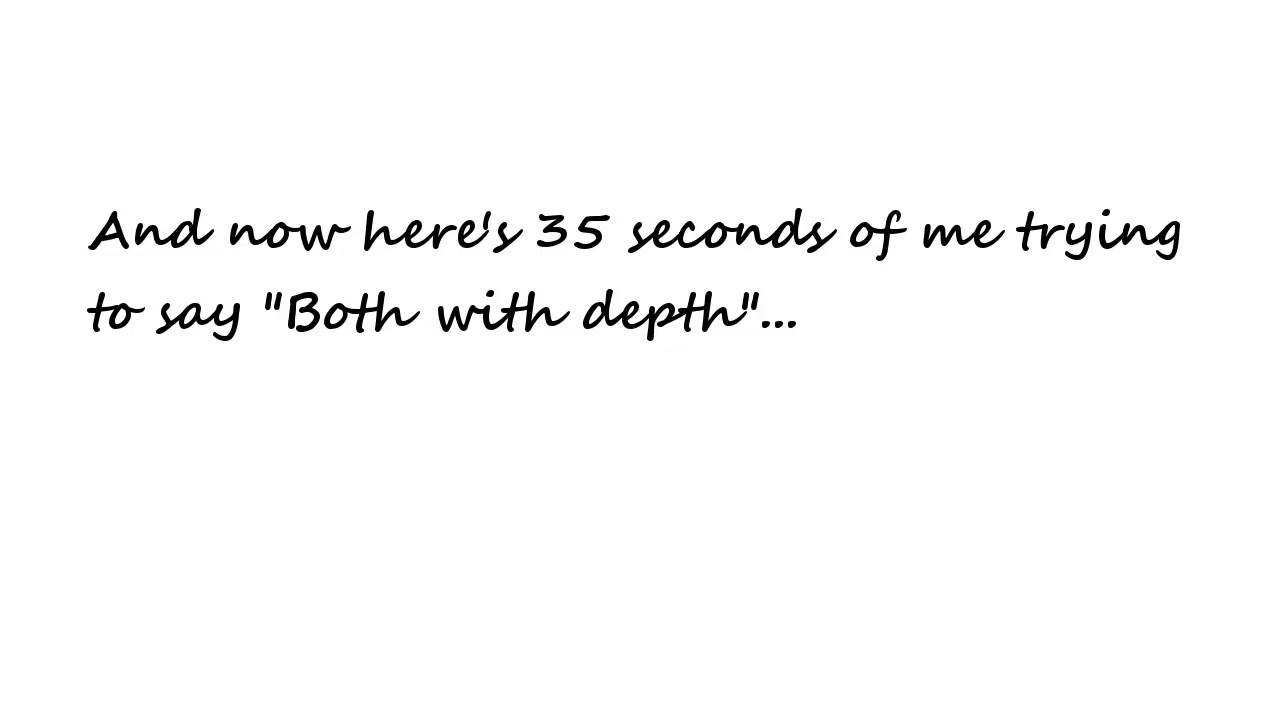 And now here's 35 seconds of me trying
to say "Both with depth"...